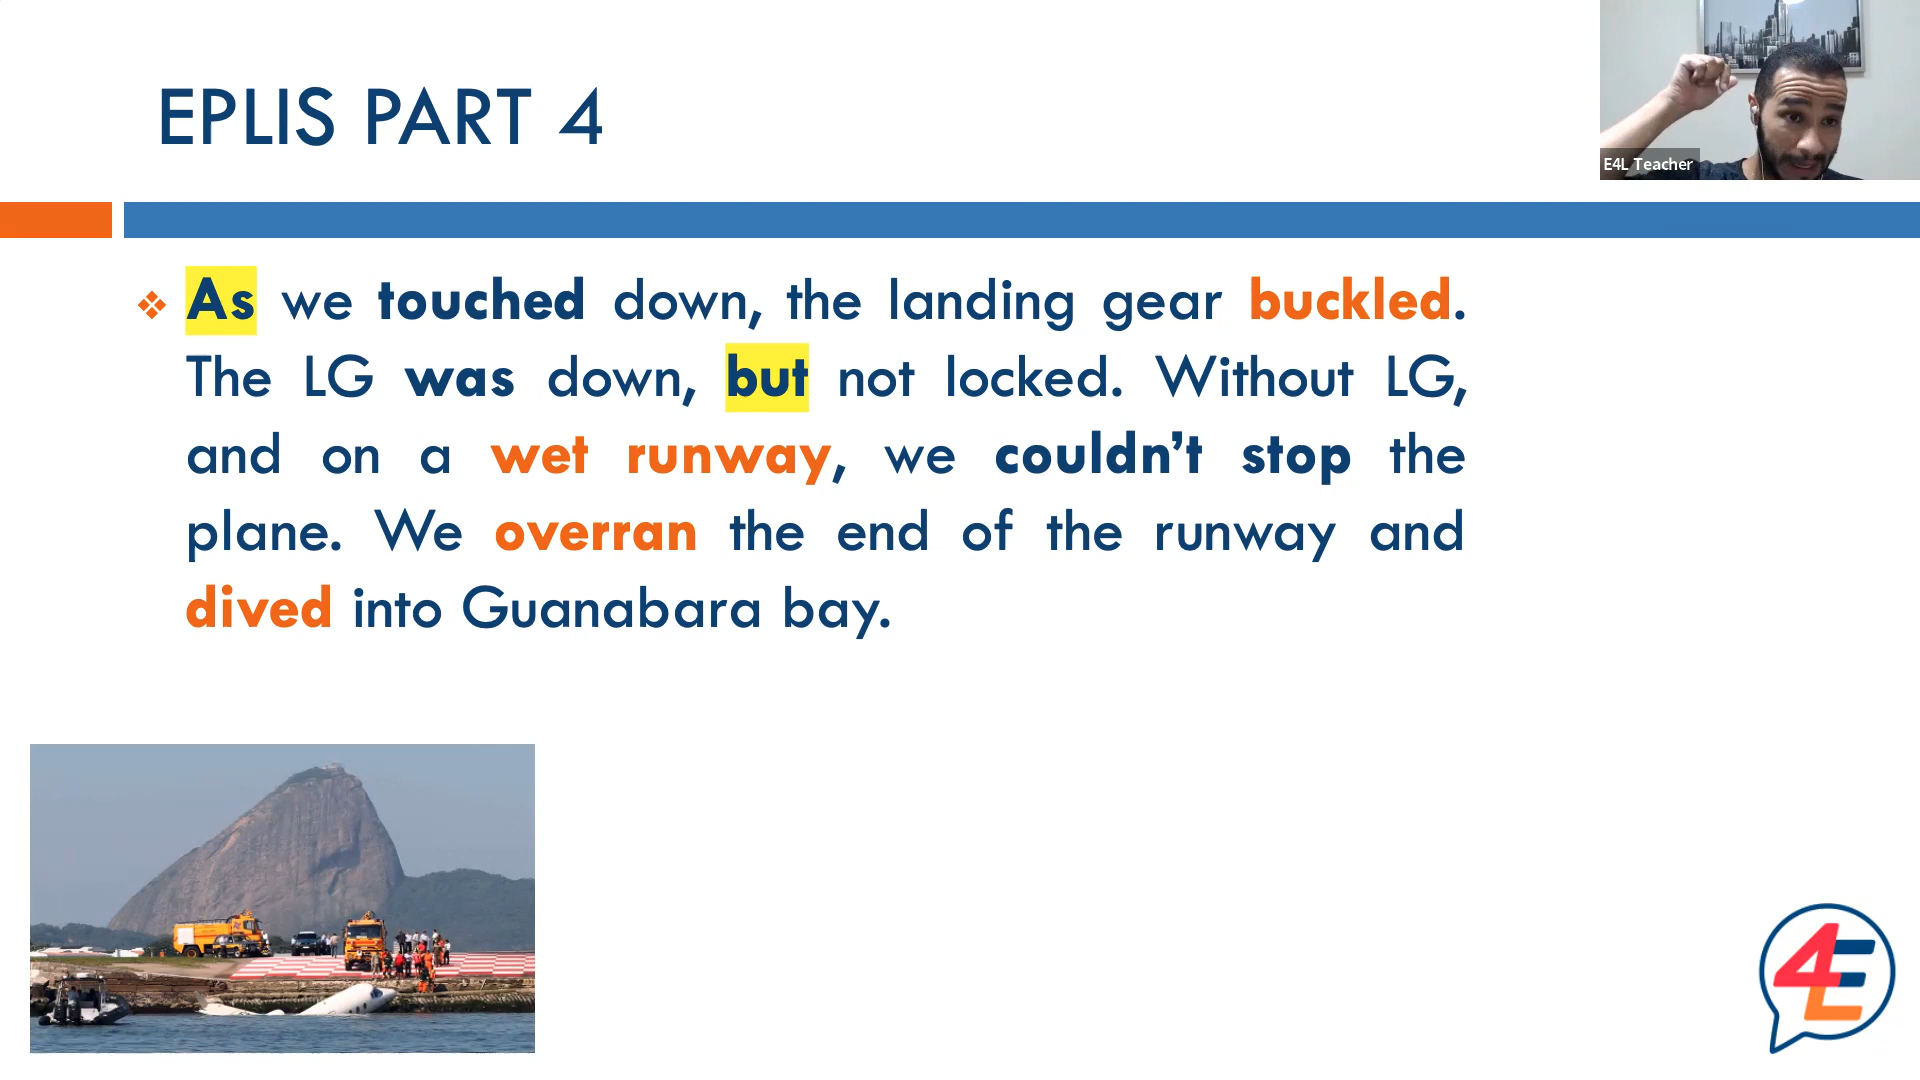 EPLIS PART 4
E4L Teacher
As we touched down, the landing gear buckled.
The LG was down, but not locked. Without LG,
and on a wet runway, we couldn’t stop the
plane. We overran the end of the runway and
dived into Guanabara bay.
4EL